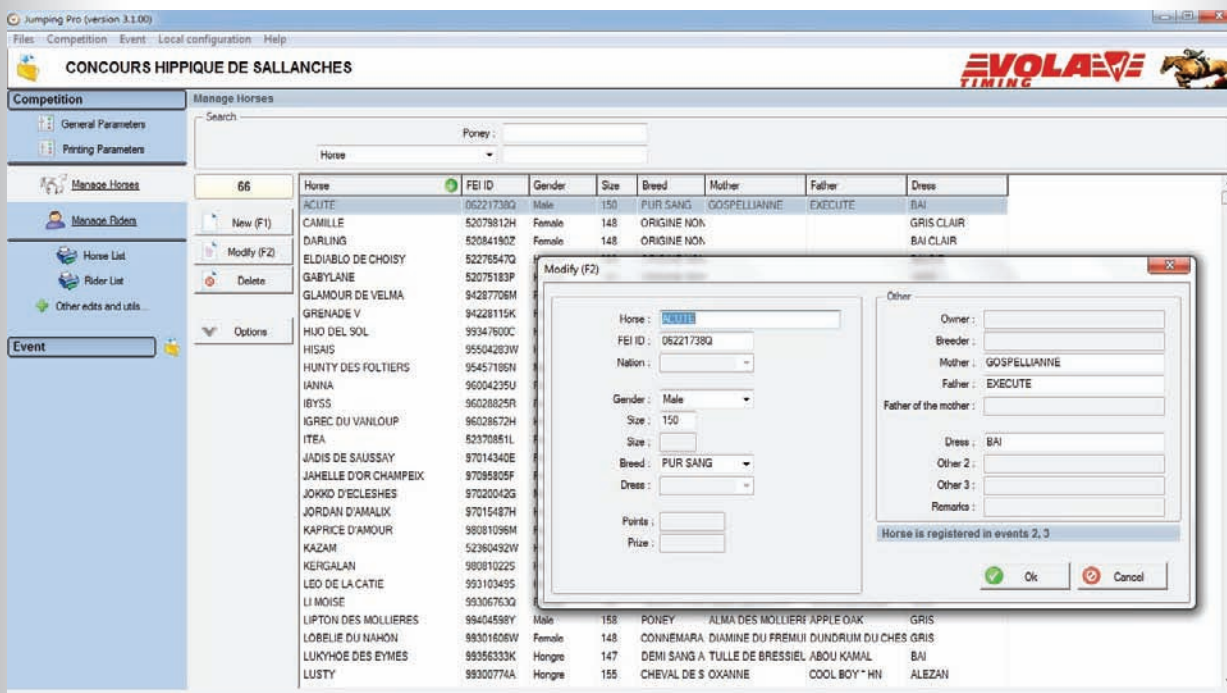 Jumping Pro (version 3.1.00)
Files Competition Event Local configuration Help
CONCOURS HIPPIQUE DE SALLANCHES
VOLA
TIMING
Competition
General Parameters
Printing Parameters
Manage Horses
Manage Riders
Horse List
Rider List
Other edits and utils...
Event
Manage Horses
Search
Poney :
Horse
66
New (F1)
Modify (F2)
Delete
Options
Horse FEI ID Gender Size Breed Mother Father Dress
ACUTE 06221738Q Male 150 PUR SANG GOSPELLIANNE EXECUTE BAI
CAMILLE 52079812H Female 148 ORIGINE NON GRIS CLAIR
DARLING 52084190Z Female 148 ORIGINE NON BAI CLAIR
ELDIABLO DE CHOISY 52276547Q
GABYLANE 52075183P
GLAMOUR DE VELMA 94287706M
GRENADE V 94228115K
HIJO DEL SOL 99347600C
HISAIS 95504283W
HUNTY DES FOLTIERS 95457186N
IANNA 96004235U
IBYSS 96028825R
IGREC DU VANLOUP 96028672H
ITEA 52370851L
JADIS DE SAUSSAY 97014340E
JAHELLE D'OR CHAMPEIX 97095805F
JOKKO D'ECLESHES 97020042G
JORDAN D'AMALIX 97015487H
KAPRICE D'AMOUR 98081096M
KAZAM 52360492W
KERGALAN 98081022S
LEO DE LA CATIE 99310349S
LI MOISE 99306763Q
LIPTON DES MOLLIERES 99404598Y Male 158 PONEY ALMA DES MOLLIERE APPLE OAK GRIS
LOBELIE DU NAHON 99301606W Female 148 CONNEMARA DIAMINE DU FREMUI DUNDRUM DU CHES GRIS
LUKYHOE DES EYMES 99356333K Hongre 147 DEMI SANG A TULLE DE BRESSIEL ABOU KAMAL BAI
LUSTY 99300774A Hongre 155 CHEVAL DE S OXANNE COOL BOY * HN ALEZAN
Modify (F2)
Horse : ACUTE
FEI ID : 06221738Q
Nation :
Gender : Male
Size : 150
Size :
Breed : PUR SANG
Dress :
Points :
Prize :
Other
Owner :
Breeder :
Mother : GOSPELLIANNE
Father : EXECUTE
Father of the mother :
Dress : BAI
Other 2 :
Other 3 :
Remarks :
Horse is registered in events 2, 3
Ok Cancel